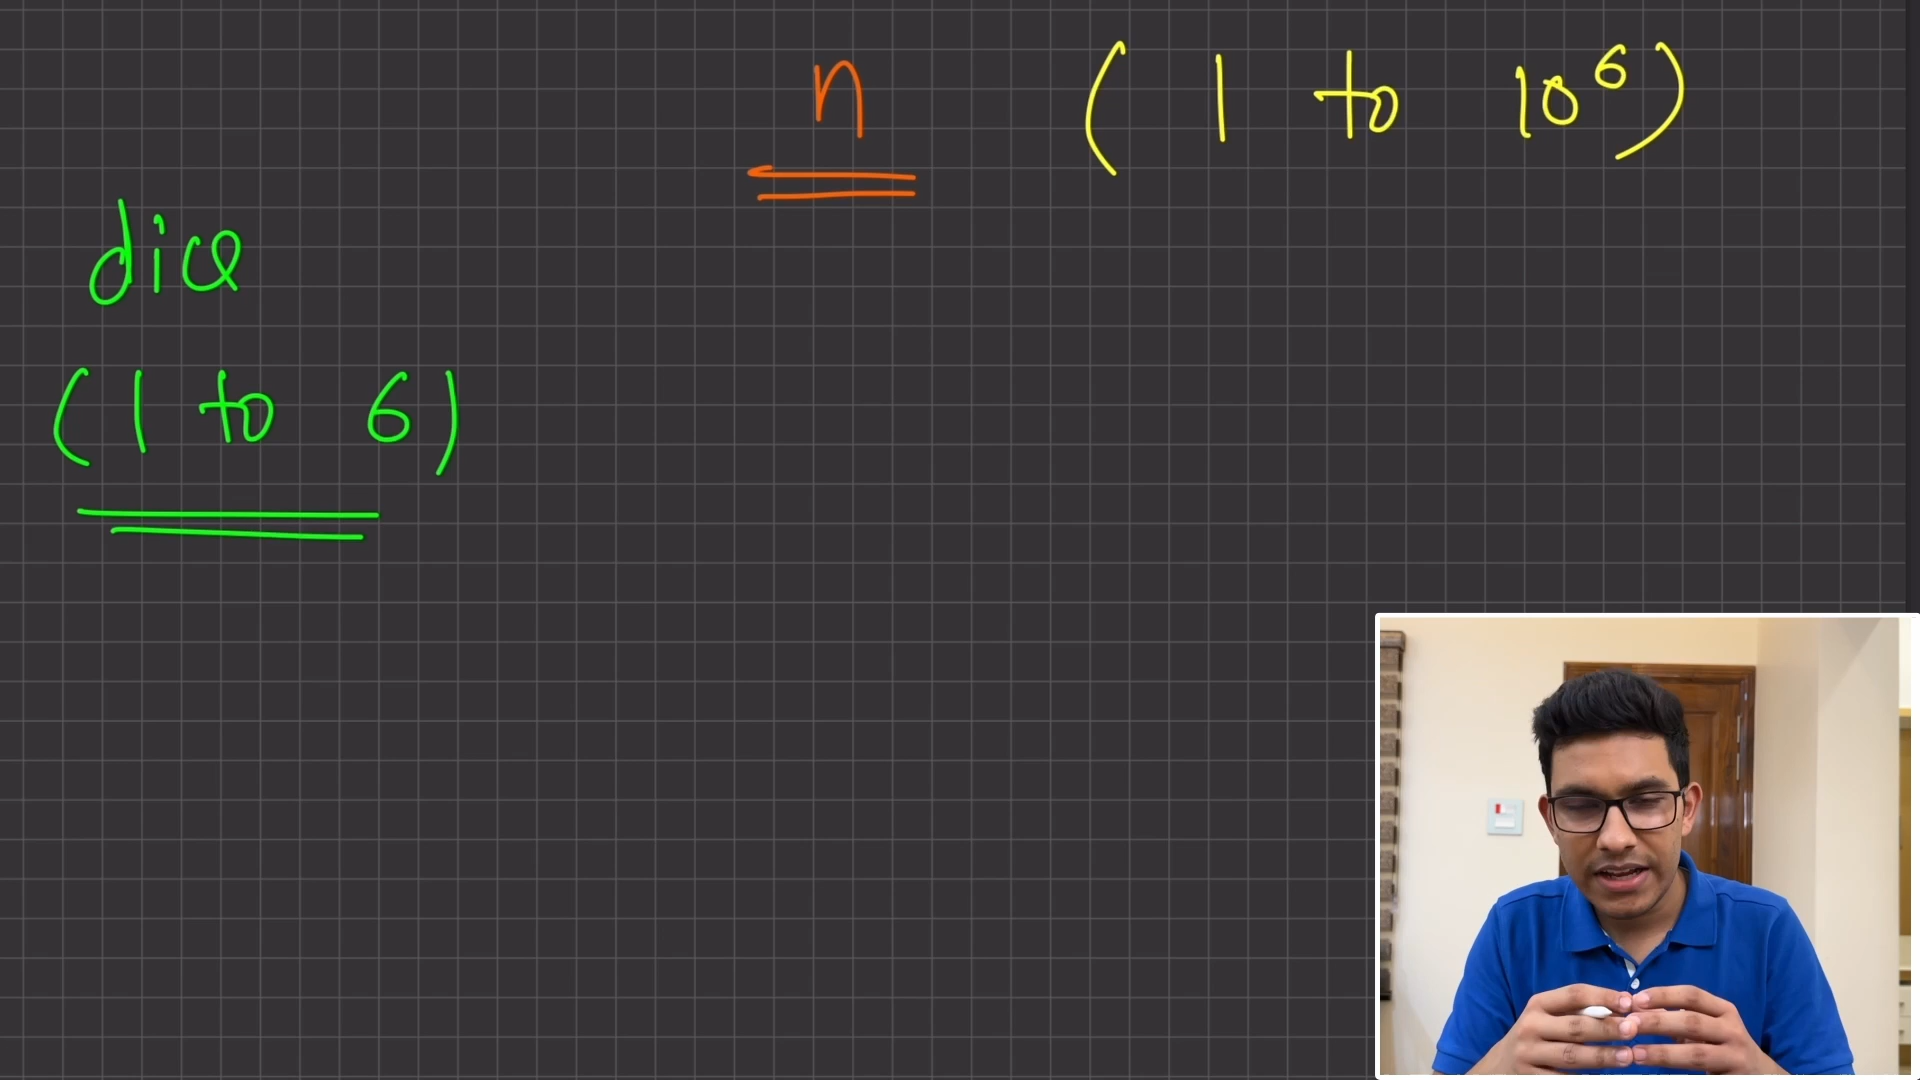 n ( 1 to 10⁶)
dice
(1 to 6)